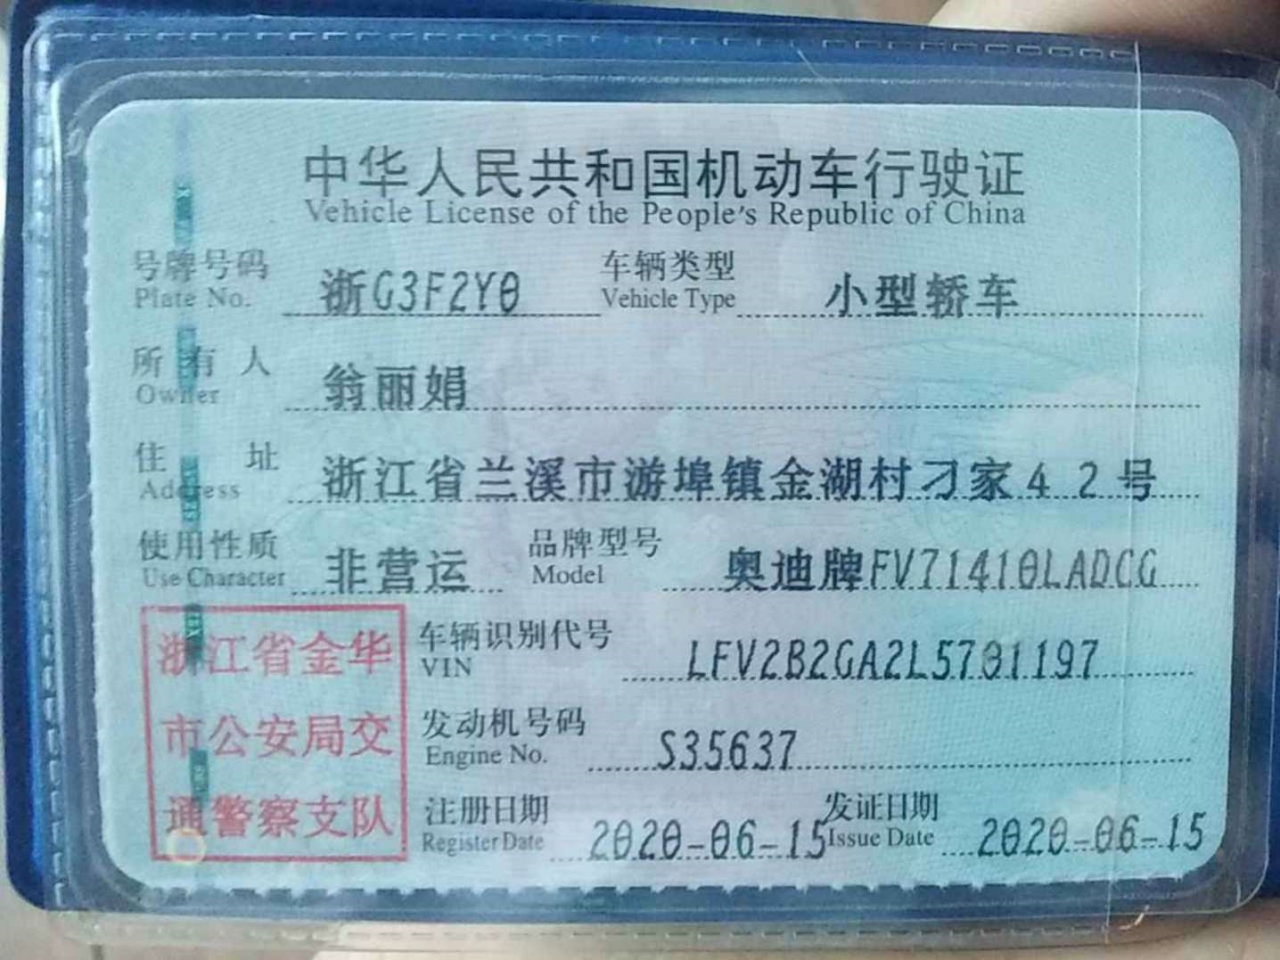 中华人民共和国机动车行驶证
Vehicle License of the People's Republic of China
号牌号码 浙G3F2Y0 车辆类型 小型轿车
Plate No. Vehicle Type
所有人 翁丽娟
Owner
住址 浙江省兰溪市游埠镇金湖村刁家42号
Address
使用性质 非营运 品牌型号 奥迪牌FV71410LADCG
Use Character Model
浙江省金华
市公安局交
通警察支队
车辆识别代号 LFV2B2GA2L5701197
VIN
发动机号码 S35637
Engine No.
注册日期 2020-06-15 发证日期 2020-06-15
Register Date Issue Date